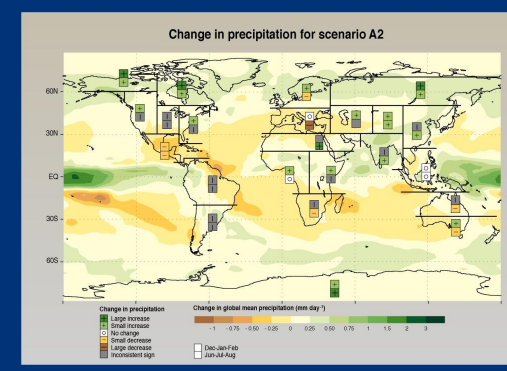 Change in precipitation for scenario A2
60N
30N
EQ
30S
60S
Change in precipitation
Large increase
Small increase
No change
Small decrease
Large decrease
Inconsistent sign
Change in global mean precipitation (mm day⁻¹)
-1 -0.75 -0.50 -0.25 0 0.25 0.50 0.75 1 1.5 2 3
Dec-Jan-Feb
Jun-Jul-Aug